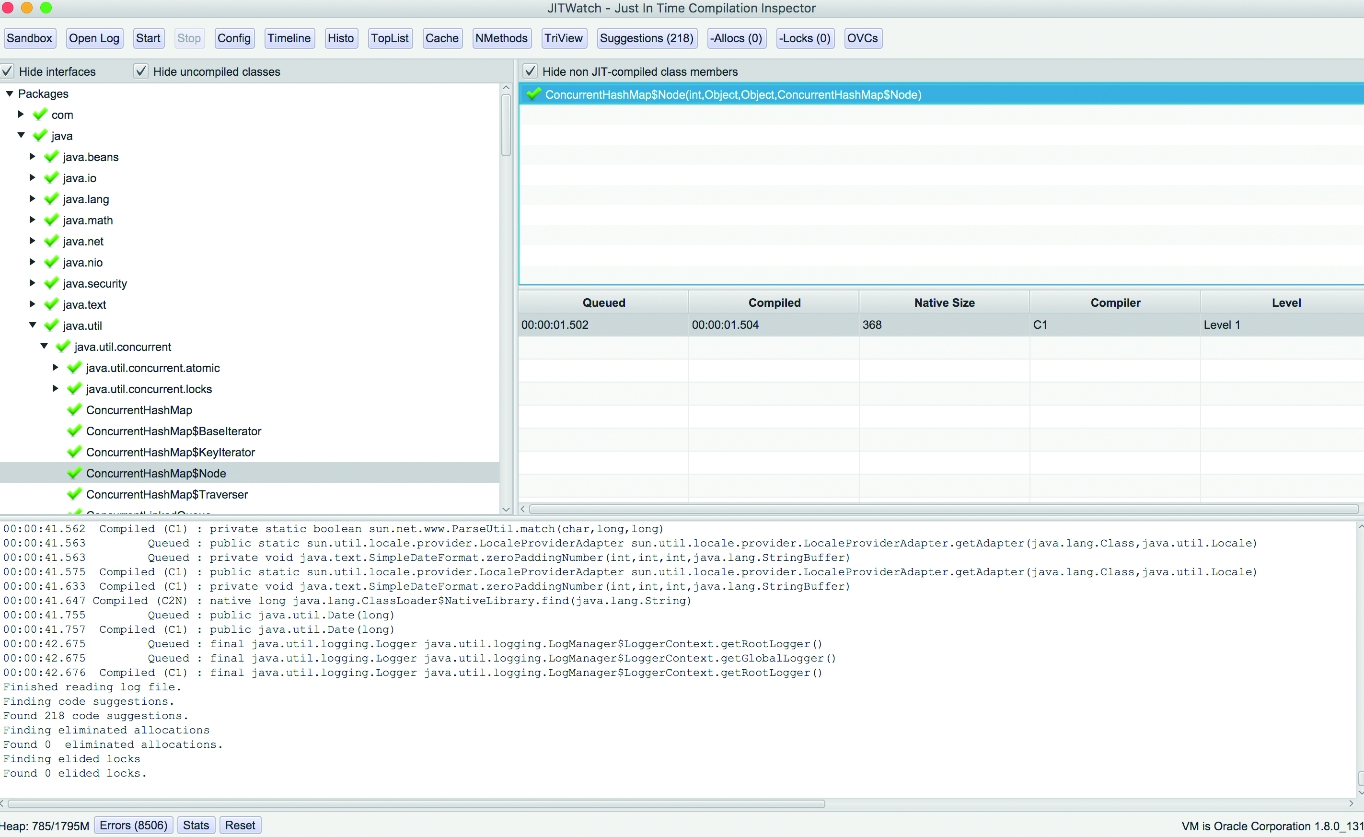 JITWatch - Just In Time Compilation Inspector
Sandbox Open Log Start Stop Config Timeline Histo TopList Cache NMethods TriView Suggestions (218) -Allocs (0) -Locks (0) OVCs
Hide interfaces Hide uncompiled classes
Packages
com
java
java.beans
java.io
java.lang
java.math
java.net
java.nio
java.security
java.text
java.util
java.util.concurrent
java.util.concurrent.atomic
java.util.concurrent.locks
ConcurrentHashMap
ConcurrentHashMap$BaseIterator
ConcurrentHashMap$KeyIterator
ConcurrentHashMap$Node
ConcurrentHashMap$Traverser
Hide non JIT-compiled class members
ConcurrentHashMap$Node(int,Object,Object,ConcurrentHashMap$Node)
Queued Compiled Native Size Compiler Level
00:00:01.502 00:00:01.504 368 C1 Level 1
00:00:41.562 Compiled (C1) : private static boolean sun.net.www.ParseUtil.match(char,long,long)
00:00:41.563 Queued : public static sun.util.locale.provider.LocaleProviderAdapter sun.util.locale.provider.LocaleProviderAdapter.getAdapter(java.lang.Class,java.util.Locale)
00:00:41.563 Queued : private void java.text.SimpleDateFormat.zeroPaddingNumber(int,int,int,java.lang.StringBuffer)
00:00:41.575 Compiled (C1) : public static sun.util.locale.provider.LocaleProviderAdapter sun.util.locale.provider.LocaleProviderAdapter.getAdapter(java.lang.Class,java.util.Locale)
00:00:41.633 Compiled (C1) : private void java.text.SimpleDateFormat.zeroPaddingNumber(int,int,int,java.lang.StringBuffer)
00:00:41.647 Compiled (C2N) : native long java.lang.ClassLoader$NativeLibrary.find(java.lang.String)
00:00:41.755 Queued : public java.util.Date(long)
00:00:41.757 Compiled (C1) : public java.util.Date(long)
00:00:42.675 Queued : final java.util.logging.Logger java.util.logging.LogManager$LoggerContext.getRootLogger()
00:00:42.675 Queued : final java.util.logging.Logger java.util.logging.LogManager$LoggerContext.getGlobalLogger()
00:00:42.676 Compiled (C1) : final java.util.logging.Logger java.util.logging.LogManager$LoggerContext.getRootLogger()
Finished reading log file.
Finding code suggestions.
Found 218 code suggestions.
Finding eliminated allocations
Found 0 eliminated allocations.
Finding elided locks
Found 0 elided locks.
Heap: 785/1795M Errors (8506) Stats Reset VM is Oracle Corporation 1.8.0_131